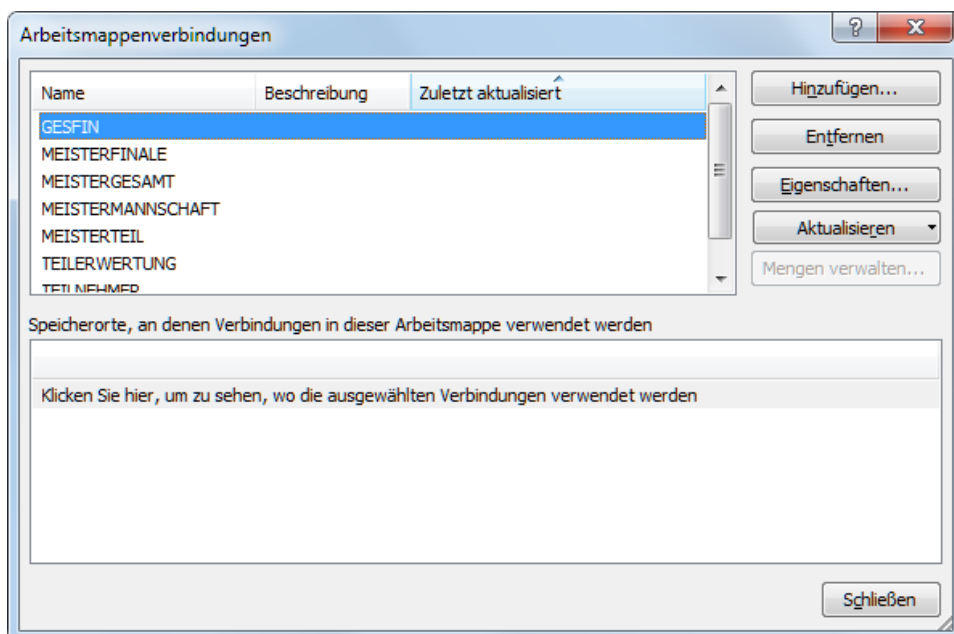 Arbeitsmappenverbindungen
Name Beschreibung Zuletzt aktualisiert
GESFIN
MEISTERFINALE
MEISTERGESAMT
MEISTERMANNSCHAFT
MEISTERTEIL
TEILERWERTUNG
TEILNEHMER
Hinzufügen...
Entfernen
Eigenschaften...
Aktualisieren
Mengen verwalten...
Speicherorte, an denen Verbindungen in dieser Arbeitsmappe verwendet werden
Klicken Sie hier, um zu sehen, wo die ausgewählten Verbindungen verwendet werden
Schließen